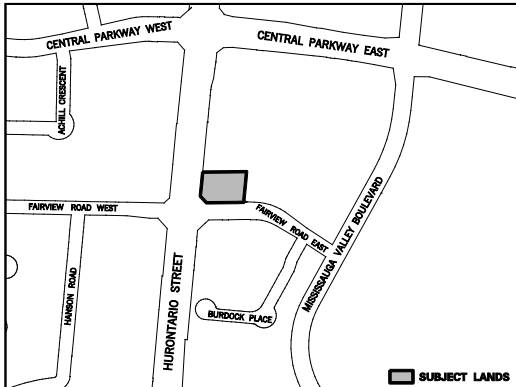 CENTRAL PARKWAY WEST
CENTRAL PARKWAY EAST
ACHILL CRESCENT
FAIRVIEW ROAD WEST
FAIRVIEW ROAD EAST
MISSISSAUGA VALLEY BOULEVARD
HANSON ROAD
HURONTARIO STREET
BURDOCK PLACE
SUBJECT LANDS